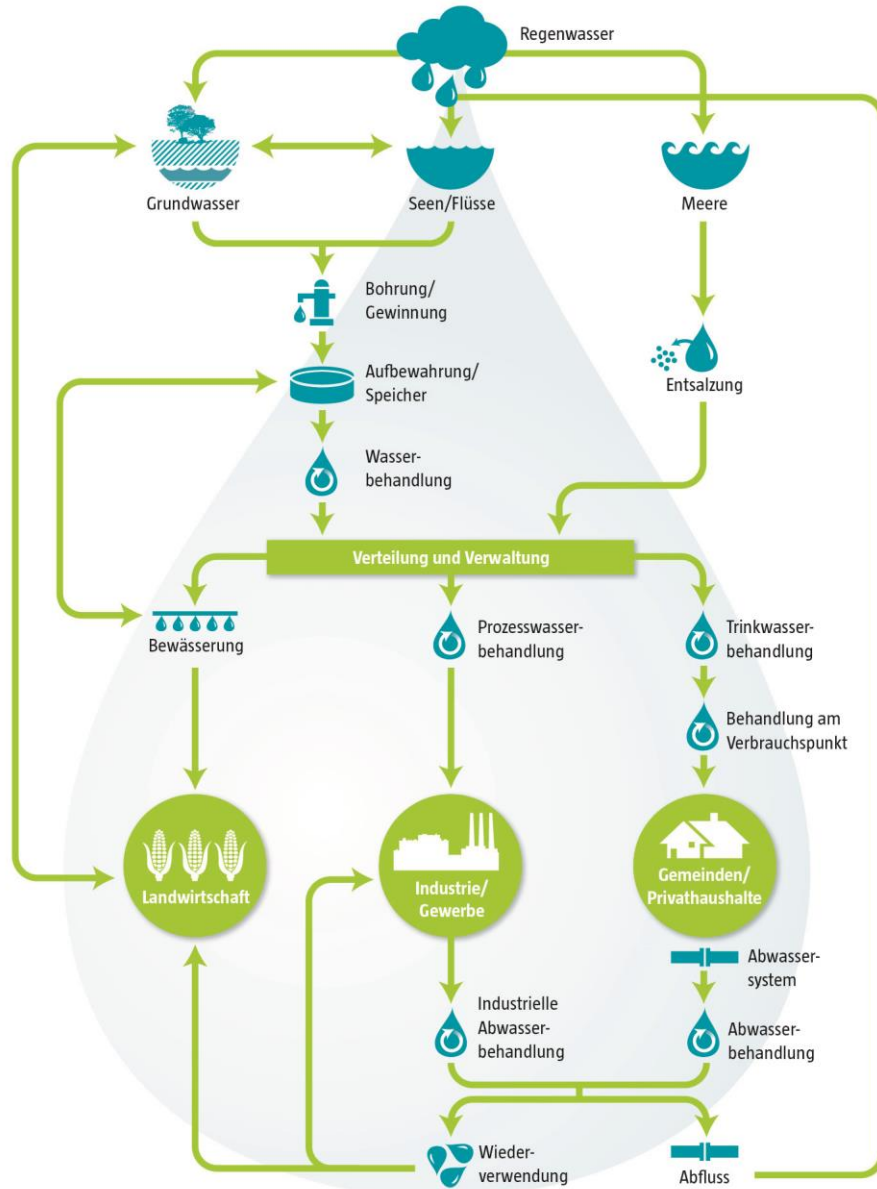 Regenwasser
Grundwasser
Seen/Flüsse
Meere
Bohrung/
Gewinnung
Aufbewahrung/
Speicher
Entsalzung
Wasser-
behandlung
Verteilung und Verwaltung
Bewässerung
Prozesswasser-
behandlung
Trinkwasser-
behandlung
Behandlung am
Verbrauchspunkt
Landwirtschaft
Industrie/
Gewerbe
Gemeinden/
Privathaushalte
Abwasser-
system
Industrielle
Abwasser-
behandlung
Abwasser-
behandlung
Wieder-
verwendung
Abfluss